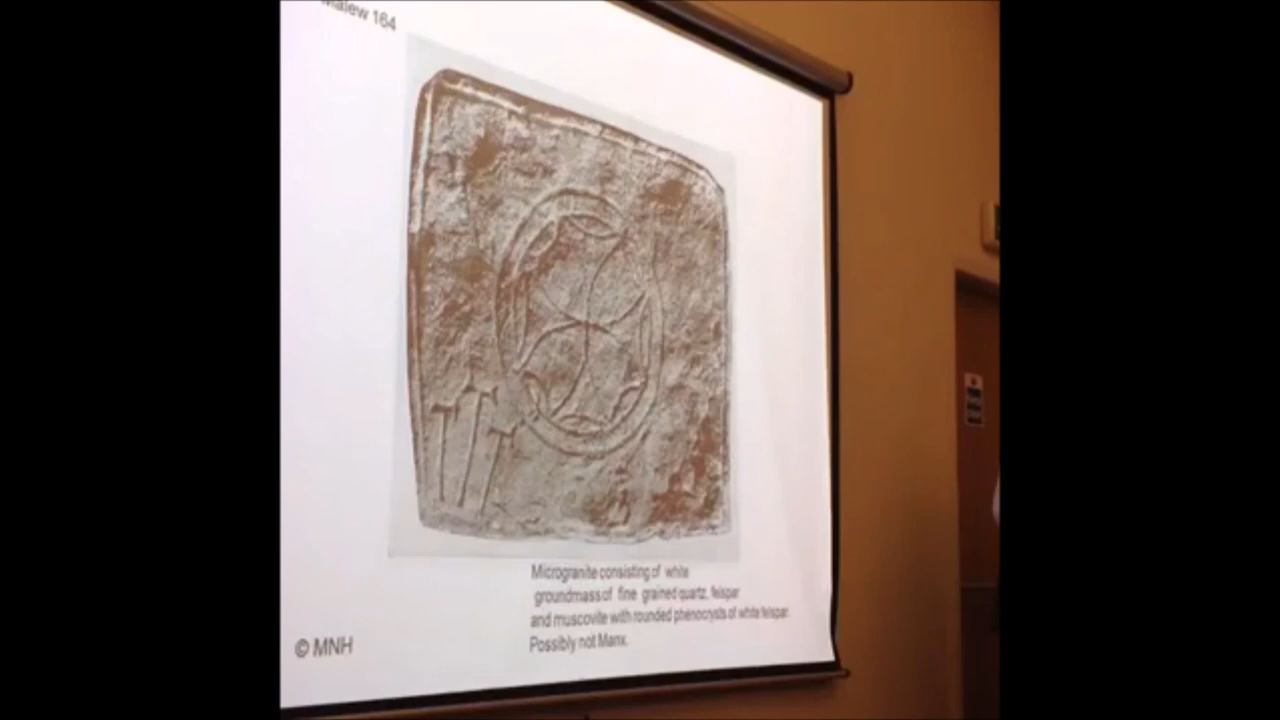 Malew 164
Microgranite consisting of white
groundmass of fine grained quartz, felspar
and muscovite with rounded phenocrysts of white felspar.
Possibly not Manx.
© MNH